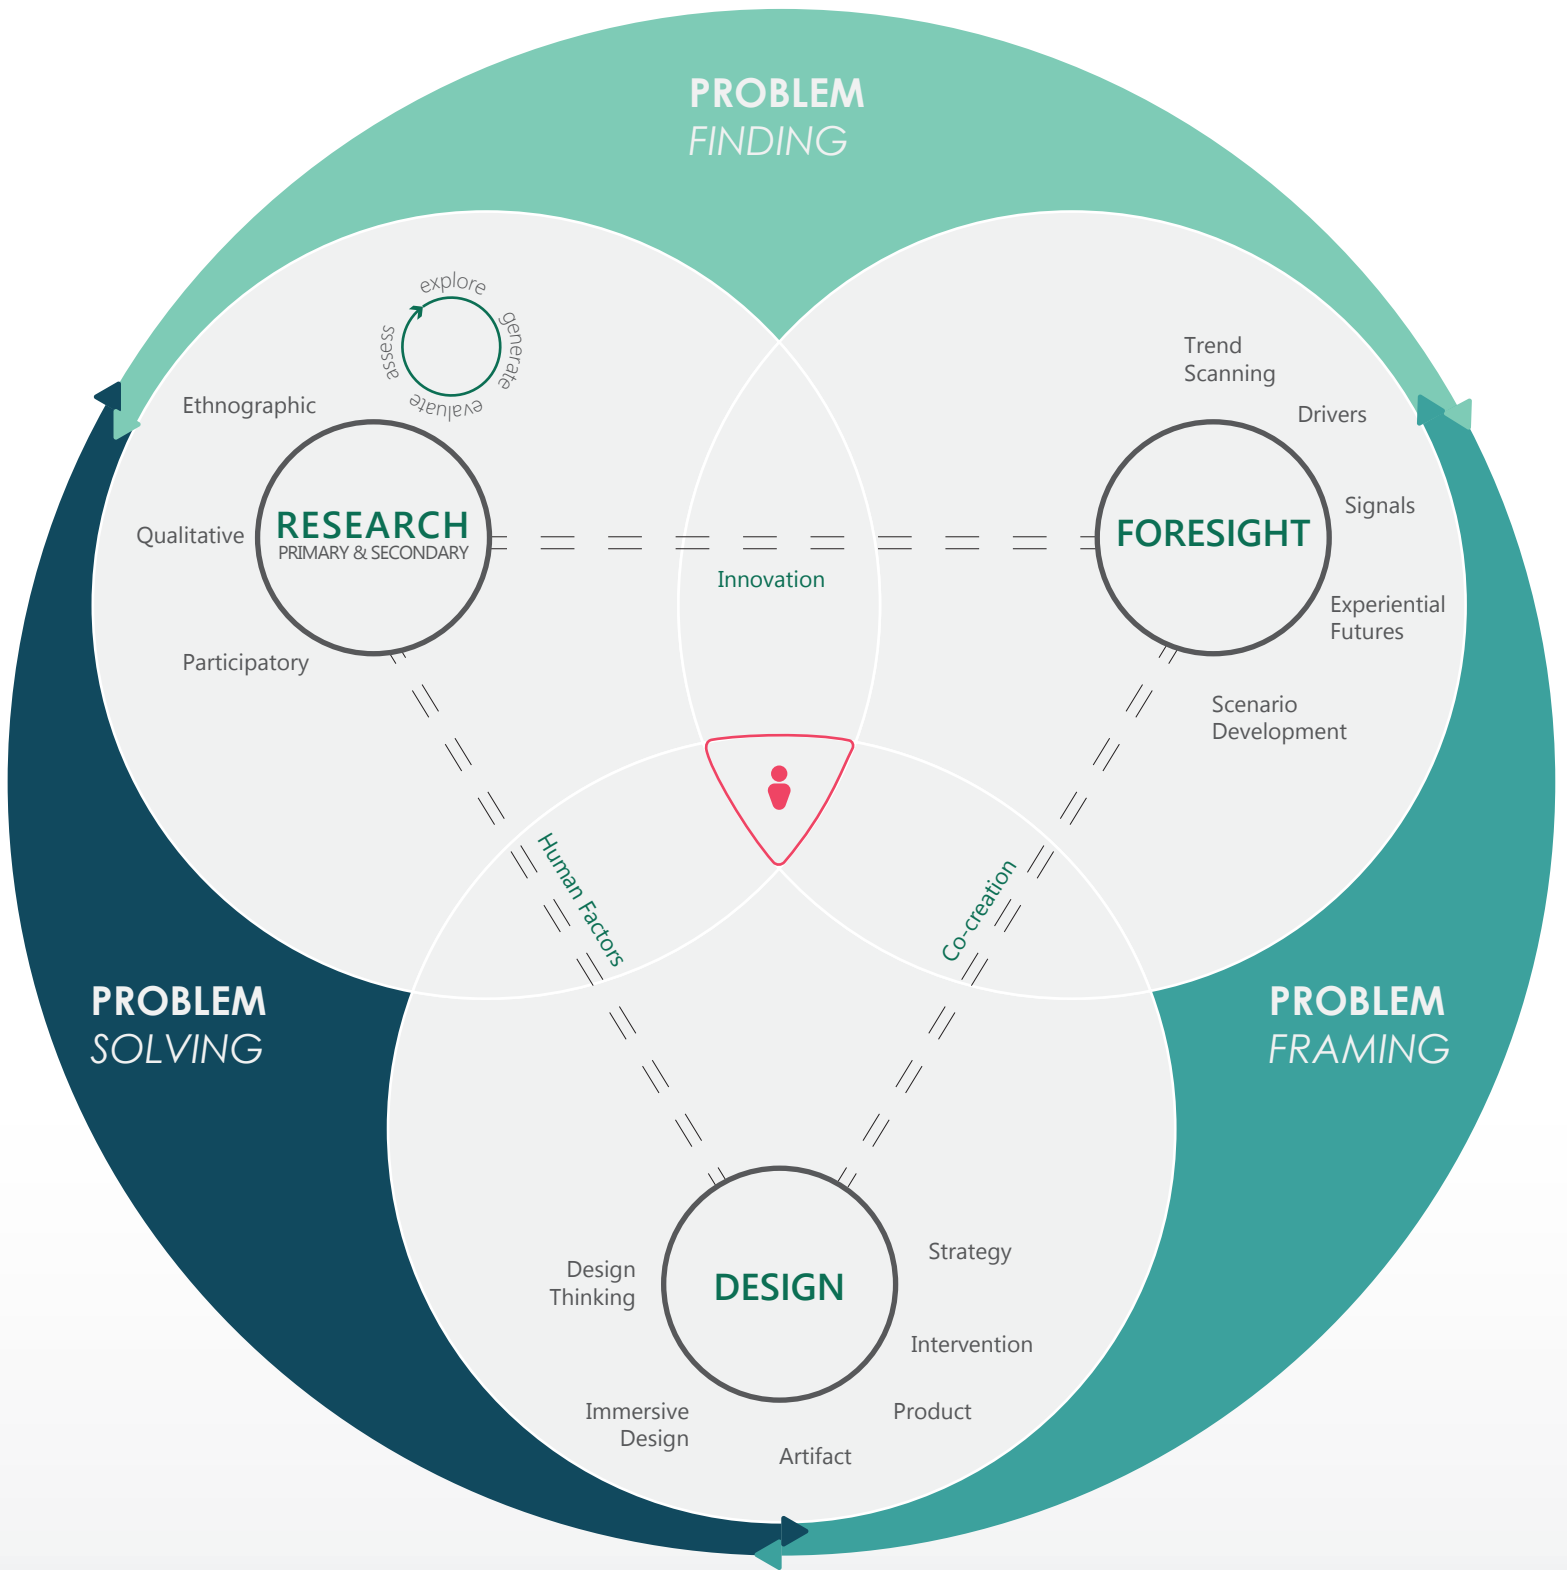 PROBLEM
FINDING
explore
generate
evaluate
assess
Ethnographic
Qualitative
Participatory
RESEARCH
PRIMARY & SECONDARY
Innovation
Trend
Scanning
Drivers
Signals
FORESIGHT
Experiential
Futures
Scenario
Development
Human Factors
Co-creation
PROBLEM
SOLVING
PROBLEM
FRAMING
DESIGN
Design
Thinking
Immersive
Design
Artifact
Product
Intervention
Strategy